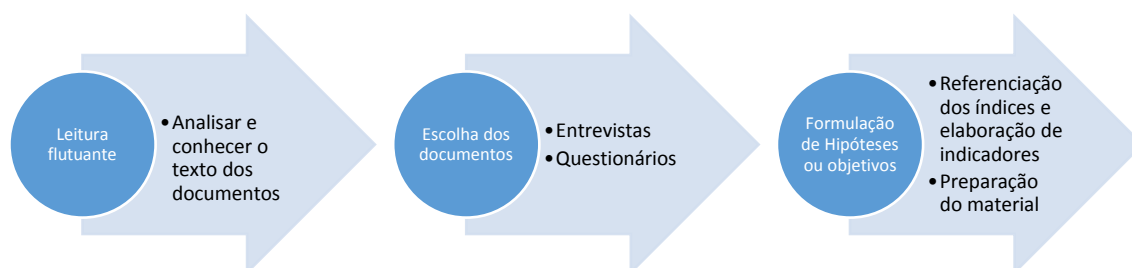 Leitura
flutuante
•Analisar e
conhecer o
texto dos
documentos
Escolha dos
documentos
•Entrevistas
•Questionários
Formulação
de Hipóteses
ou objetivos
•Referenciação
dos índices e
elaboração de
indicadores
•Preparação
do material